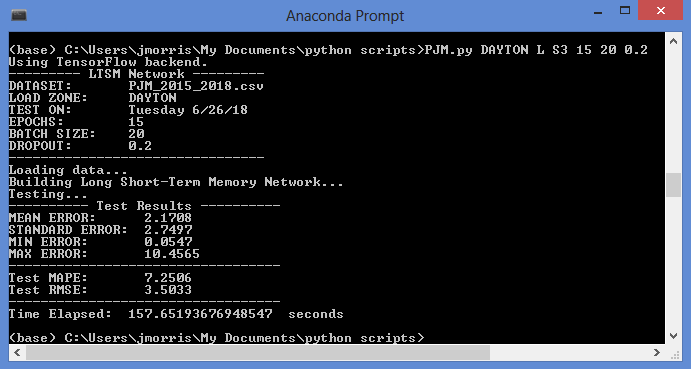 Anaconda Prompt
(base) C:\Users\jmorris\My Documents\python scripts>PJM.py DAYTON L S3 15 20 0.2
Using TensorFlow backend.
--------- LTSM Network ---------
DATASET:       PJM_2015_2018.csv
LOAD ZONE:     DAYTON
TEST ON:       Tuesday 6/26/18
EPOCHS:        15
BATCH SIZE:    20
DROPOUT:       0.2
--------------------------------
Loading data...
Building Long Short-Term Memory Network...
Testing...
---------- Test Results ----------
MEAN ERROR:      2.1708
STANDARD ERROR:  2.7497
MIN ERROR:       0.0547
MAX ERROR:       10.4565
----------------------------------
Test MAPE:       7.2506
Test RMSE:       3.5033
----------------------------------
Time Elapsed:  157.65193676948547  seconds
(base) C:\Users\jmorris\My Documents\python scripts>